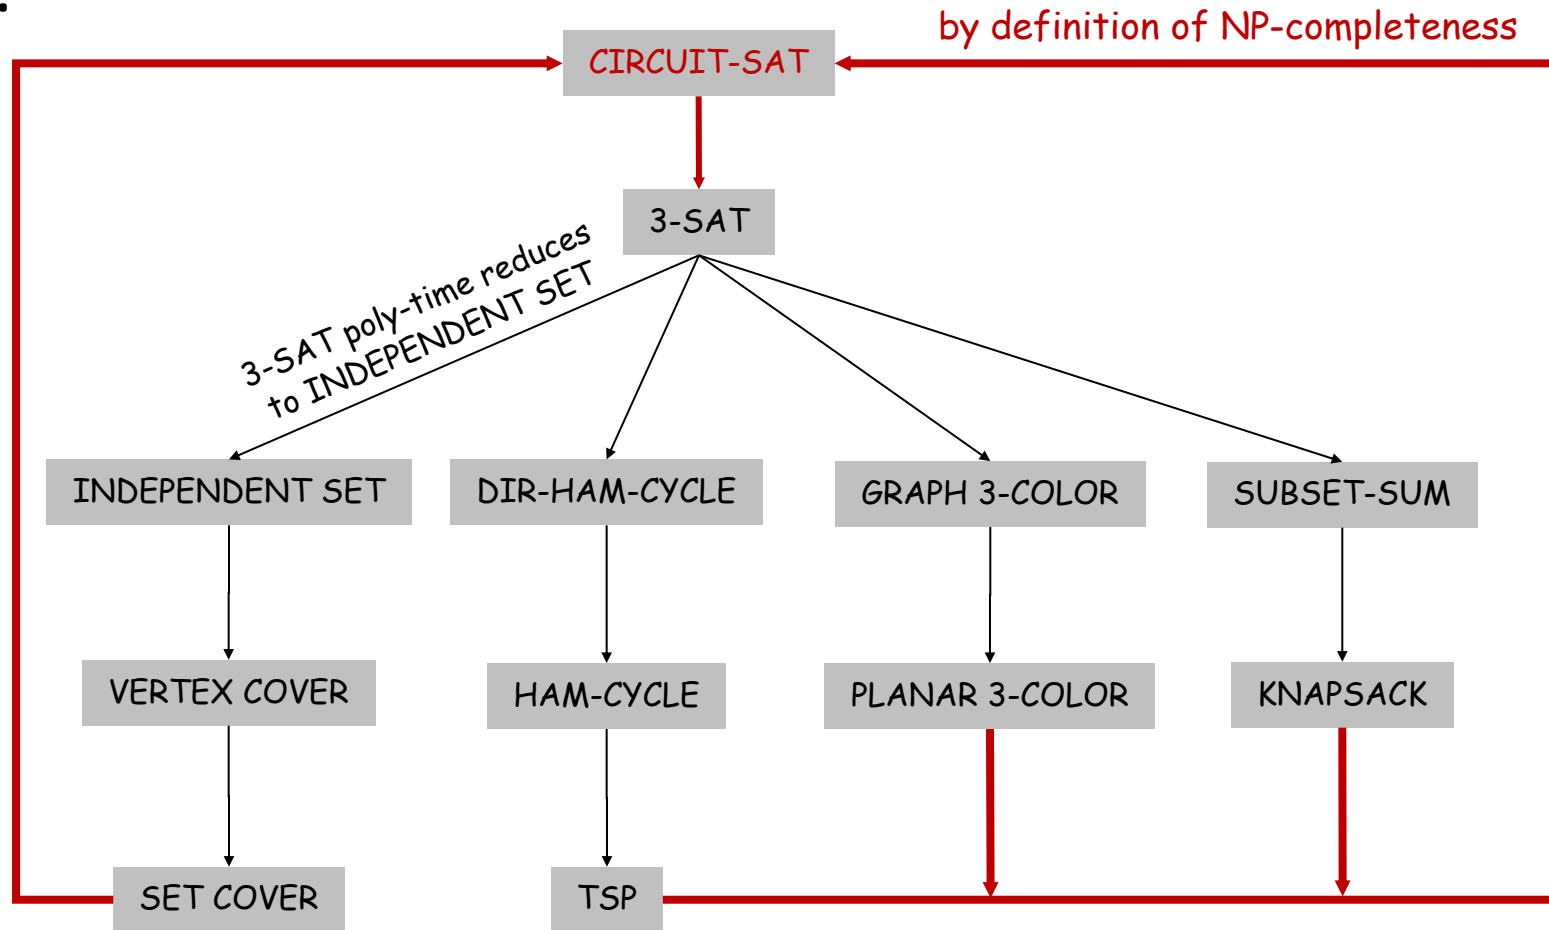 by definition of NP-completeness
CIRCUIT-SAT
3-SAT
3-SAT poly-time reduces
to INDEPENDENT SET
INDEPENDENT SET
DIR-HAM-CYCLE
GRAPH 3-COLOR
SUBSET-SUM
VERTEX COVER
HAM-CYCLE
PLANAR 3-COLOR
KNAPSACK
SET COVER
TSP